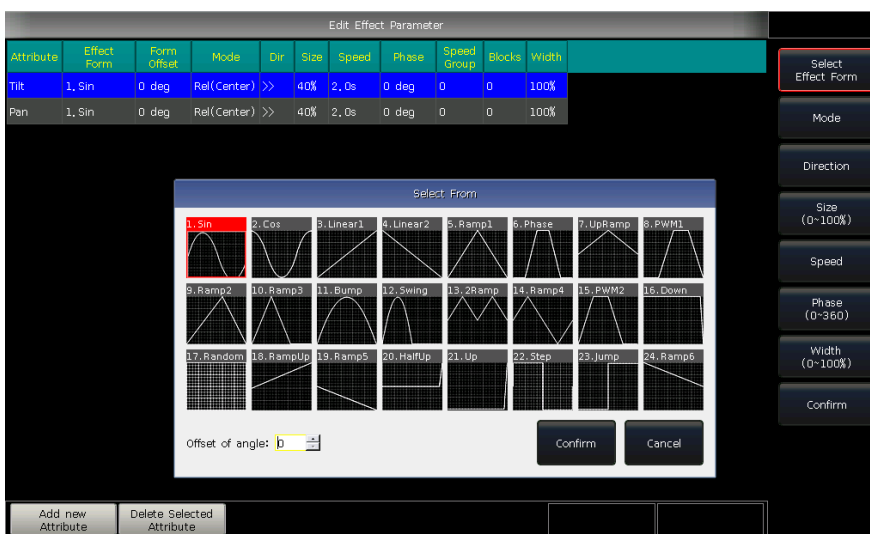 Edit Effect Parameter
Attribute Effect Form Form Offset Mode Dir Size Speed Phase Speed Group Blocks Width
Tilt 1.Sin 0 deg Rel(Center) >> 40% 2.0s 0 deg 0 0 100%
Pan 1.Sin 0 deg Rel(Center) >> 40% 2.0s 0 deg 0 0 100%
Select From
1.Sin 2.Cos 3.Linear1 4.Linear2 5.Ramp1 6.Phase 7.UpRamp 8.PWM1
9.Ramp2 10.Ramp3 11.Bump 12.Swing 13.2Ramp 14.Ramp4 15.PWM2 16.Down
17.Random 18.RampUp 19.Ramp5 20.HalfUp 21.Up 22.Step 23.Jump 24.Ramp6
Offset of angle: 0
Confirm Cancel
Select
Effect Form
Mode
Direction
Size
(0~100%)
Speed
Phase
(0~360)
Width
(0~100%)
Confirm
Add new
Attribute
Delete Selected
Attribute